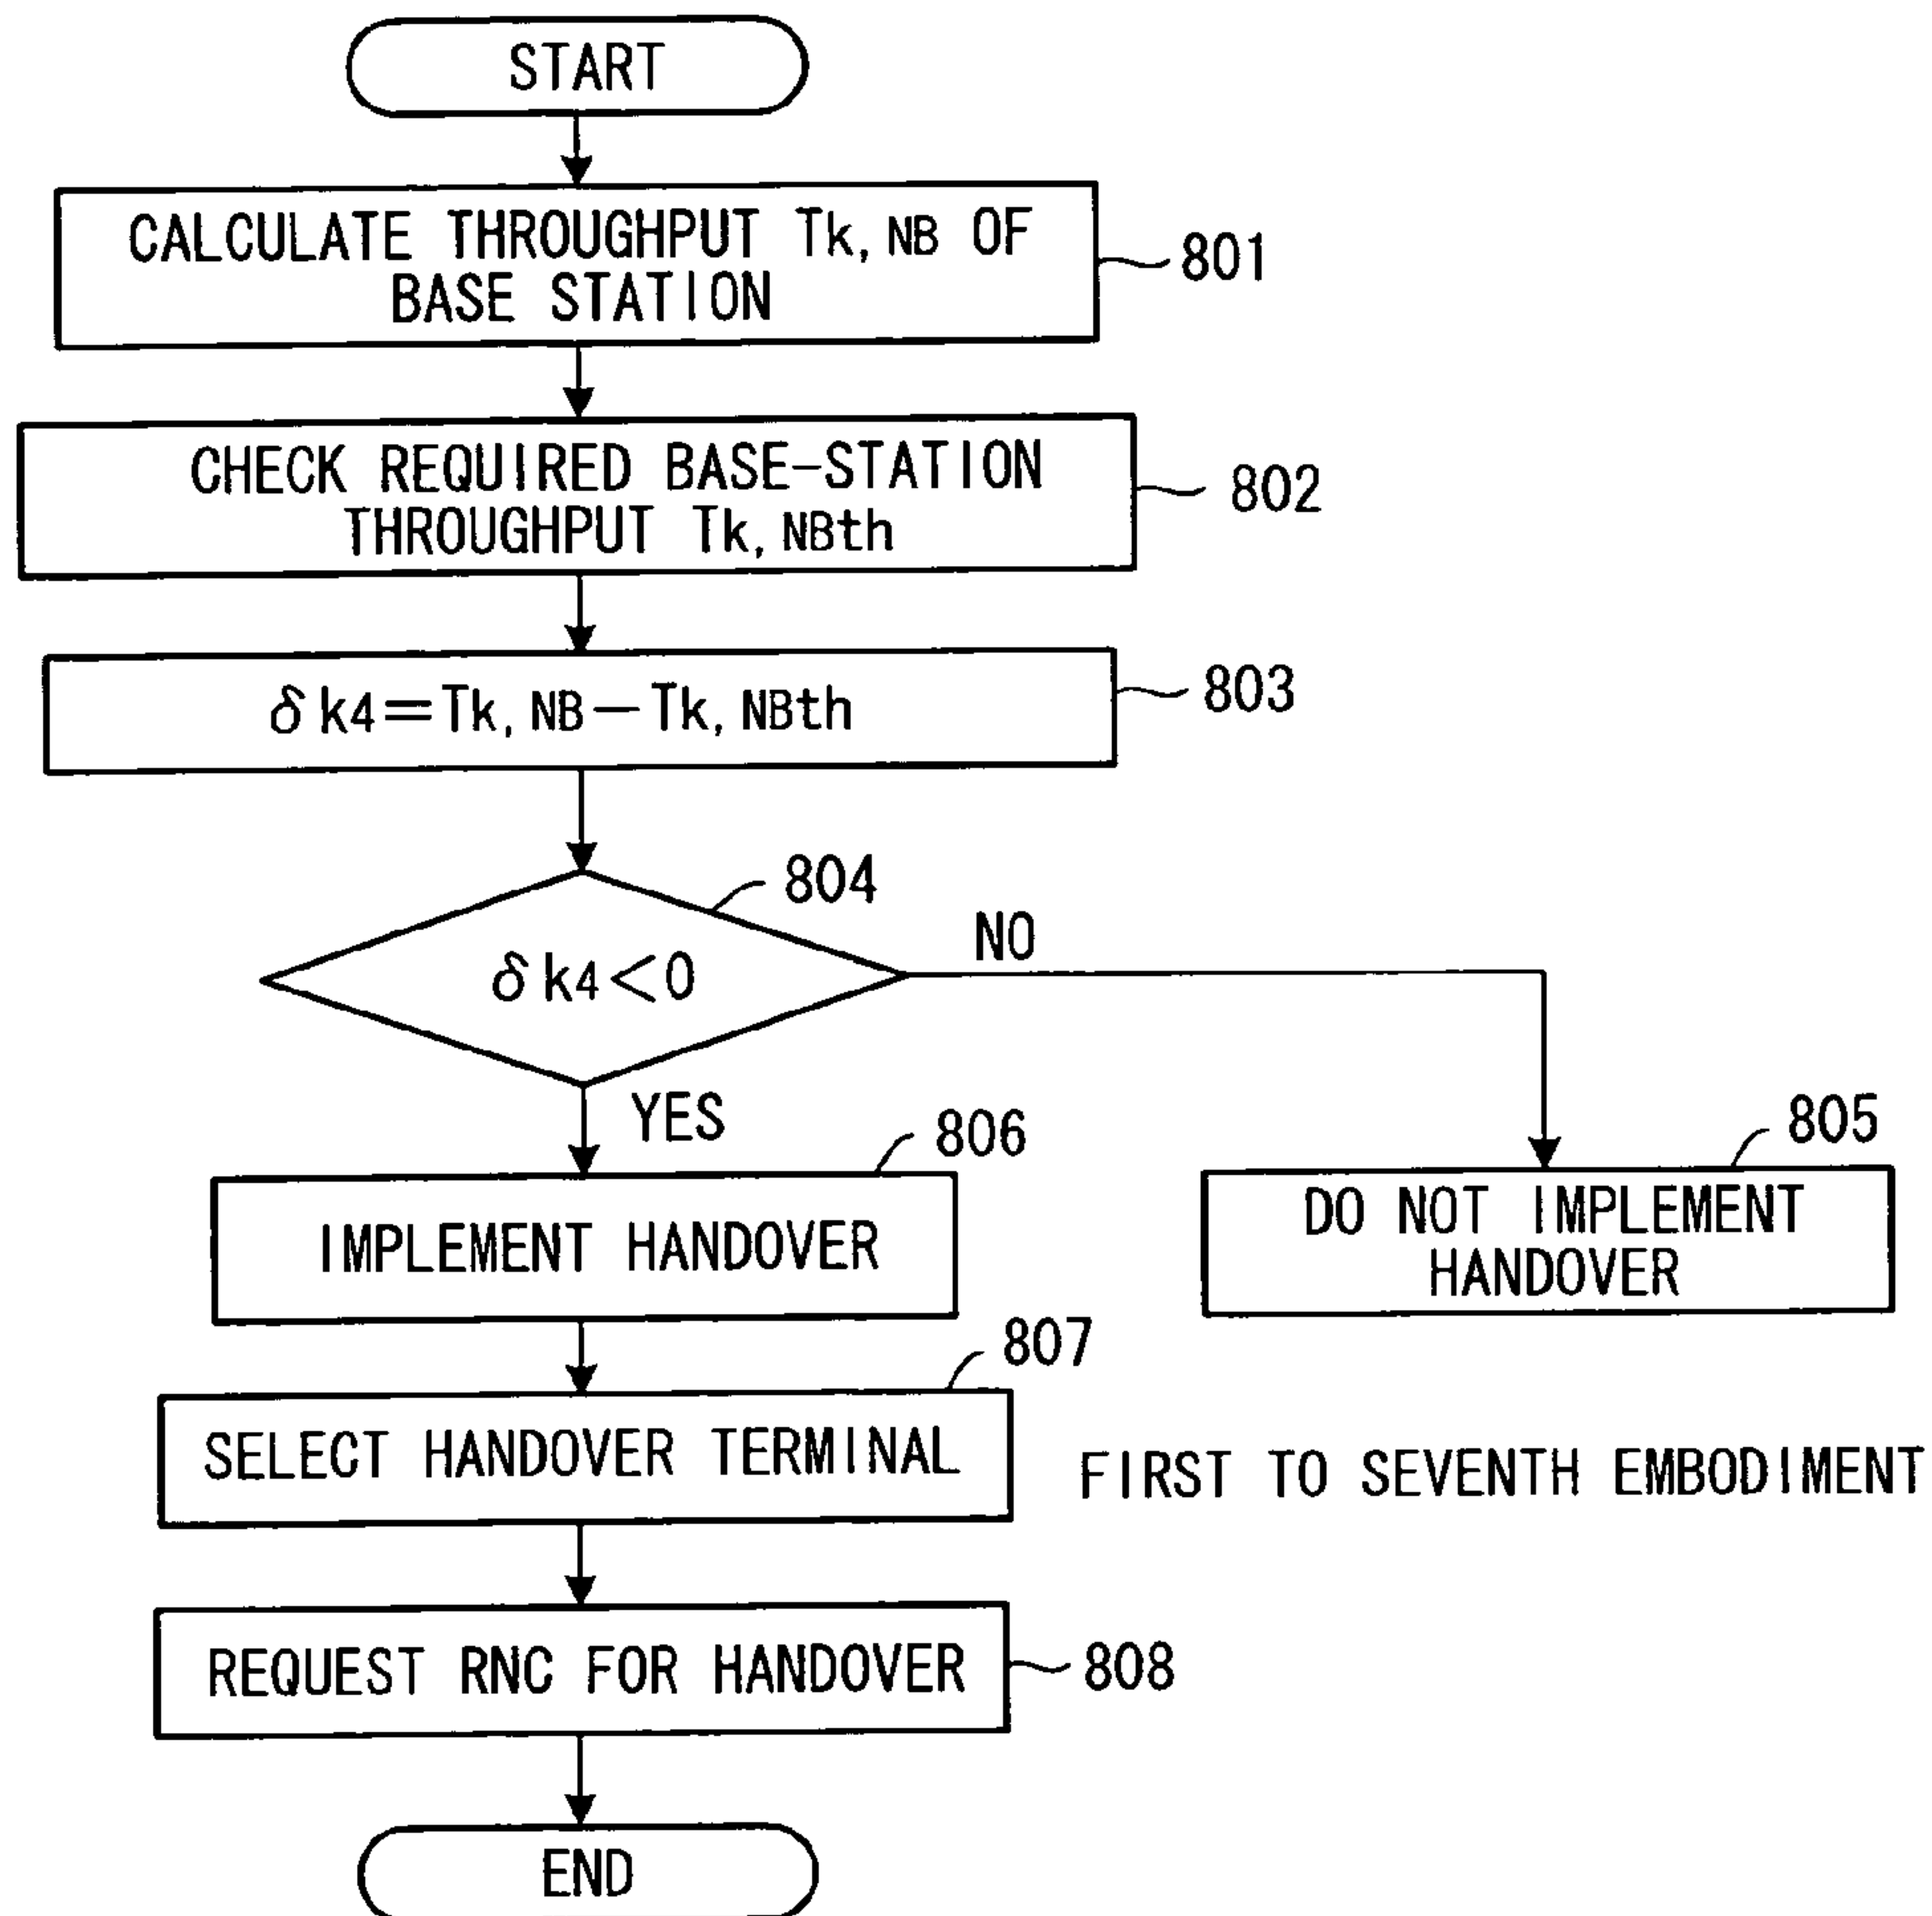 START
CALCULATE THROUGHPUT Tk, NB OF
BASE STATION
801
CHECK REQUIRED BASE-STATION
THROUGHPUT Tk, NBth
802
δk4=Tk, NB−Tk, NBth
803
804
δk4<0
NO
YES
806
IMPLEMENT HANDOVER
805
DO NOT IMPLEMENT
HANDOVER
807
SELECT HANDOVER TERMINAL
FIRST TO SEVENTH EMBODIMENT
REQUEST RNC FOR HANDOVER
808
END